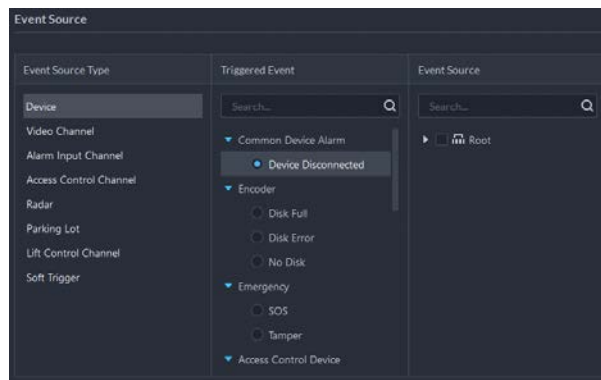 Event Source
Event Source Type
Device
Video Channel
Alarm Input Channel
Access Control Channel
Radar
Parking Lot
Lift Control Channel
Soft Trigger
Triggered Event
Search...
Common Device Alarm
Device Disconnected
Encoder
Disk Full
Disk Error
No Disk
Emergency
SOS
Tamper
Access Control Device
Event Source
Search...
Root